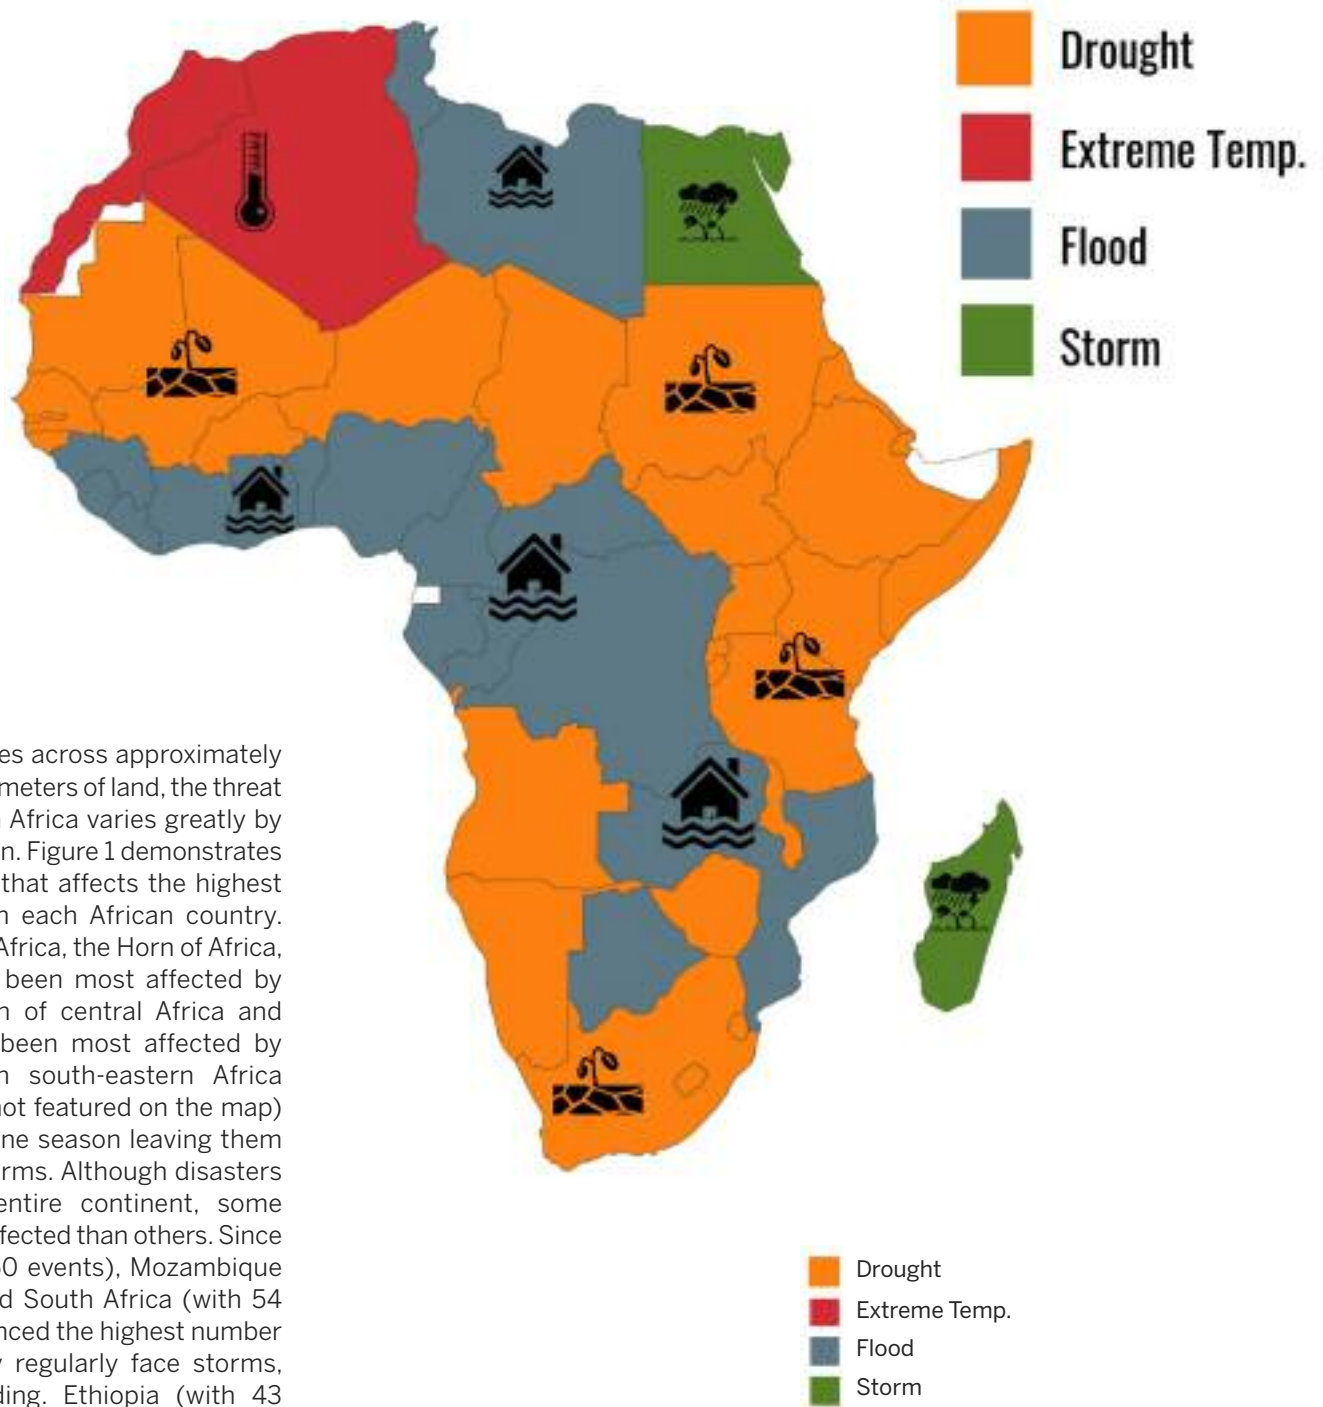 Drought
Extreme Temp.
Flood
Storm
es across approximately
meters of land, the threat
Africa varies greatly by
n. Figure 1 demonstrates
that affects the highest
n each African country.
Africa, the Horn of Africa,
been most affected by
n of central Africa and
been most affected by
n south-eastern Africa
not featured on the map)
ne season leaving them
rms. Although disasters
entire continent, some
fected than others. Since
60 events), Mozambique
d South Africa (with 54
nced the highest number
y regularly face storms,
ding. Ethiopia (with 43
Drought
Extreme Temp.
Flood
Storm